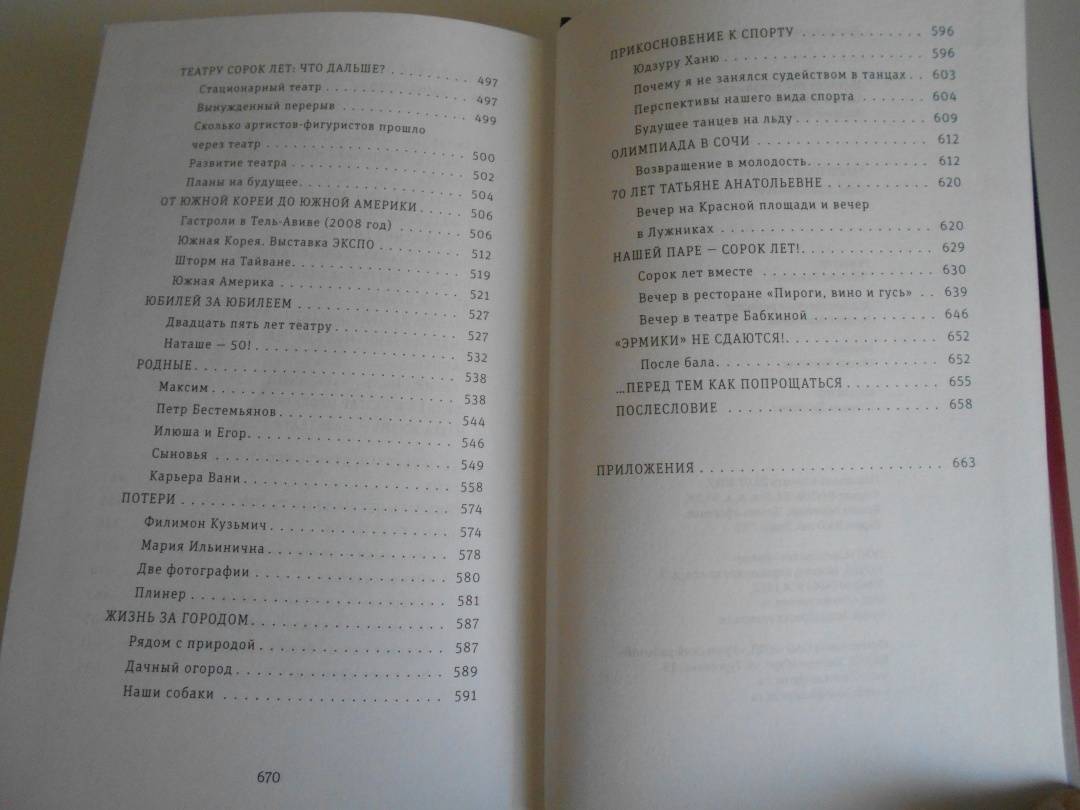 ТЕАТРУ СОРОК ЛЕТ: ЧТО ДАЛЬШЕ? . . . . . . . . . . 497
Стационарный театр . . . . . . . . . . . . . . . . . 497
Вынужденный перерыв . . . . . . . . . . . . . . . 499
Сколько артистов-фигуристов прошло
через театр . . . . . . . . . . . . . . . . . . . . . . 500
Развитие театра . . . . . . . . . . . . . . . . . . . 502
Планы на будущее. . . . . . . . . . . . . . . . . . 504
ОТ ЮЖНОЙ КОРЕИ ДО ЮЖНОЙ АМЕРИКИ . . . . . . 506
Гастроли в Тель-Авиве (2008 год) . . . . . . . . 506
Южная Корея. Выставка ЭКСПО . . . . . . . . . 512
Шторм на Тайване. . . . . . . . . . . . . . . . . . 519
Южная Америка . . . . . . . . . . . . . . . . . . . 521
ЮБИЛЕЙ ЗА ЮБИЛЕЕМ . . . . . . . . . . . . . . . . 527
Двадцать пять лет театру . . . . . . . . . . . . . 527
Наташе — 50! . . . . . . . . . . . . . . . . . . . . . 532
РОДНЫЕ. . . . . . . . . . . . . . . . . . . . . . . . . . 538
Максим . . . . . . . . . . . . . . . . . . . . . . . . . 538
Петр Бестемьянов. . . . . . . . . . . . . . . . . . 544
Илюша и Егор. . . . . . . . . . . . . . . . . . . . . 546
Сыновья . . . . . . . . . . . . . . . . . . . . . . . . 549
Карьера Вани . . . . . . . . . . . . . . . . . . . . . 558
ПОТЕРИ . . . . . . . . . . . . . . . . . . . . . . . . . . 574
Филимон Кузьмич . . . . . . . . . . . . . . . . . . 574
Мария Ильинична . . . . . . . . . . . . . . . . . . 578
Две фотографии . . . . . . . . . . . . . . . . . . . 580
Плинер . . . . . . . . . . . . . . . . . . . . . . . . . 581
ЖИЗНЬ ЗА ГОРОДОМ. . . . . . . . . . . . . . . . . . 587
Рядом с природой . . . . . . . . . . . . . . . . . . 587
Дачный огород . . . . . . . . . . . . . . . . . . . . 589
Наши собаки . . . . . . . . . . . . . . . . . . . . . 591
670
ПРИКОСНОВЕНИЕ К СПОРТУ . . . . . . . . . . . . . 596
Юдзуру Ханю . . . . . . . . . . . . . . . . . . . . . 596
Почему я не занялся судейством в танцах . . 603
Перспективы нашего вида спорта . . . . . . . 604
Будущее танцев на льду . . . . . . . . . . . . . . 609
ОЛИМПИАДА В СОЧИ . . . . . . . . . . . . . . . . . 612
Возвращение в молодость. . . . . . . . . . . . . 612
70 ЛЕТ ТАТЬЯНЕ АНАТОЛЬЕВНЕ . . . . . . . . . . . 620
Вечер на Красной площади и вечер
в Лужниках . . . . . . . . . . . . . . . . . . . . . . 620
НАШЕЙ ПАРЕ — СОРОК ЛЕТ!. . . . . . . . . . . . . 629
Сорок лет вместе . . . . . . . . . . . . . . . . . . 630
Вечер в ресторане «Пироги, вино и гусь» . . 639
Вечер в театре Бабкиной . . . . . . . . . . . . . 646
«ЭРМИКИ» НЕ СДАЮТСЯ!. . . . . . . . . . . . . . . 652
После бала. . . . . . . . . . . . . . . . . . . . . . . 652
...ПЕРЕД ТЕМ КАК ПОПРОЩАТЬСЯ . . . . . . . . . . 655
ПОСЛЕСЛОВИЕ . . . . . . . . . . . . . . . . . . . . . 658
ПРИЛОЖЕНИЯ . . . . . . . . . . . . . . . . . . . . . . 663